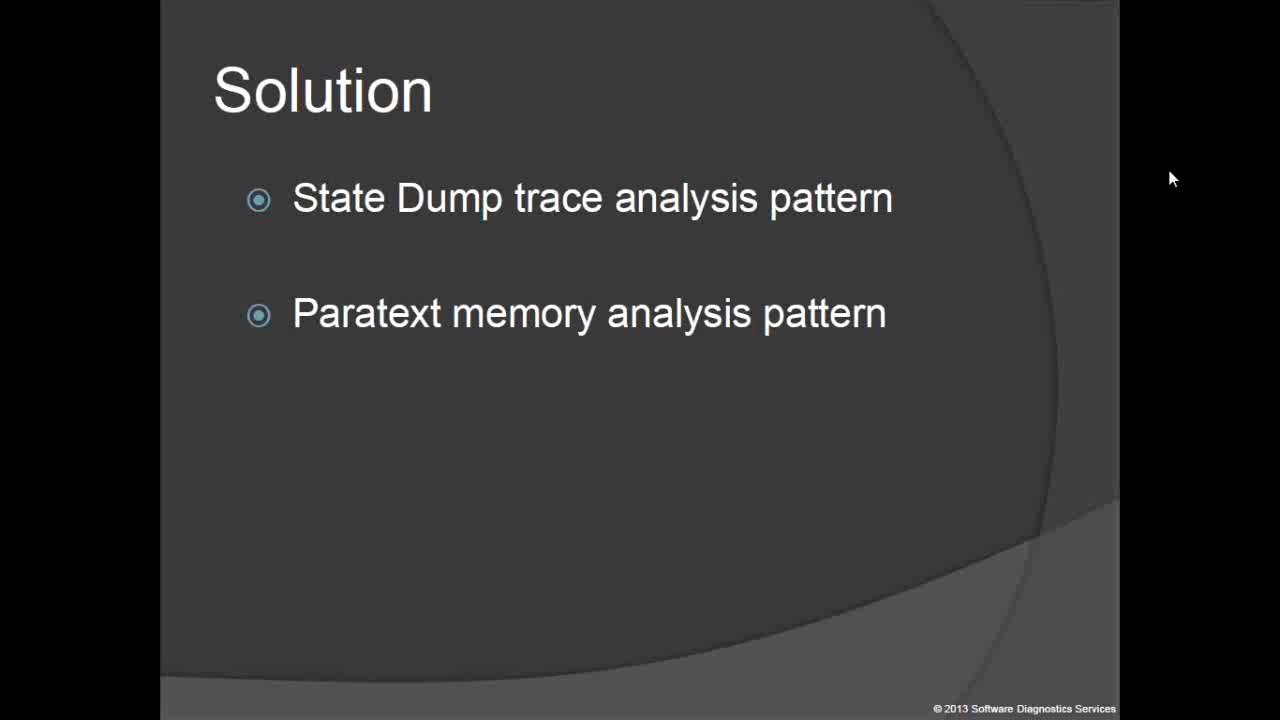 Solution
State Dump trace analysis pattern
Paratext memory analysis pattern
© 2013 Software Diagnostics Services